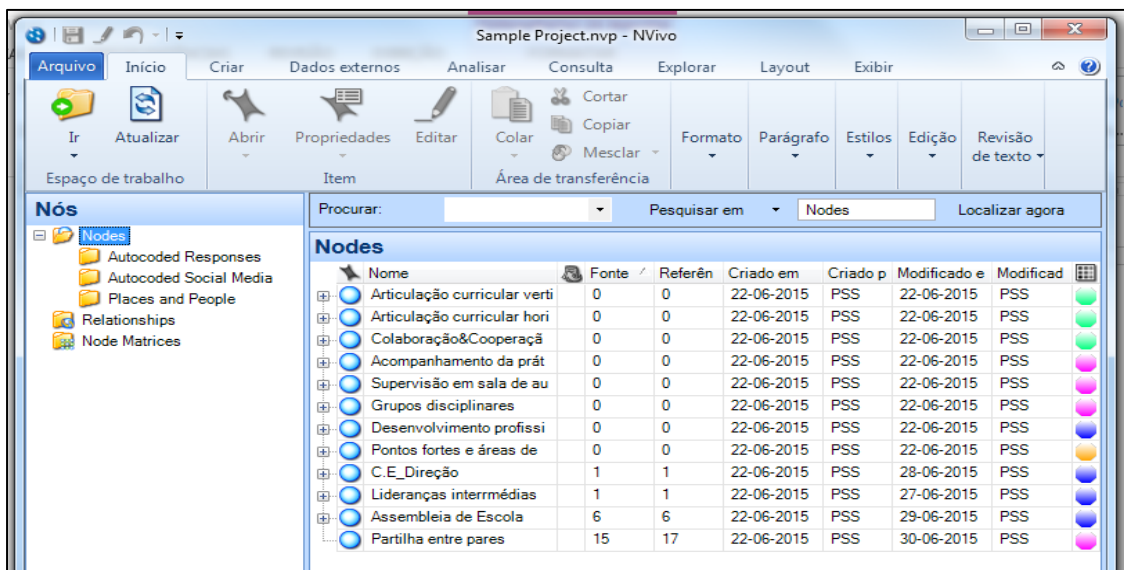 Sample Project.nvp - NVivo
Arquivo Início Criar Dados externos Analisar Consulta Explorar Layout Exibir
Ir Atualizar Abrir Propriedades Editar Colar Cortar Copiar Mesclar Formato Parágrafo Estilos Edição Revisão de texto
Espaço de trabalho Item Área de transferência
Nós
Nodes
Autocoded Responses
Autocoded Social Media
Places and People
Relationships
Node Matrices
Procurar: Pesquisar em Nodes Localizar agora
Nodes
Nome Fonte Referên Criado em Criado p Modificado e Modificad
Articulação curricular verti 0 0 22-06-2015 PSS 22-06-2015 PSS
Articulação curricular hori 0 0 22-06-2015 PSS 22-06-2015 PSS
Colaboração&Cooperaçã 0 0 22-06-2015 PSS 22-06-2015 PSS
Acompanhamento da prát 0 0 22-06-2015 PSS 22-06-2015 PSS
Supervisão em sala de au 0 0 22-06-2015 PSS 22-06-2015 PSS
Grupos disciplinares 0 0 22-06-2015 PSS 22-06-2015 PSS
Desenvolvimento profissi 0 0 22-06-2015 PSS 22-06-2015 PSS
Pontos fortes e áreas de 0 0 22-06-2015 PSS 22-06-2015 PSS
C.E_Direção 1 1 22-06-2015 PSS 28-06-2015 PSS
Lideranças interrmédias 1 1 22-06-2015 PSS 27-06-2015 PSS
Assembleia de Escola 6 6 22-06-2015 PSS 29-06-2015 PSS
Partilha entre pares 15 17 22-06-2015 PSS 30-06-2015 PSS